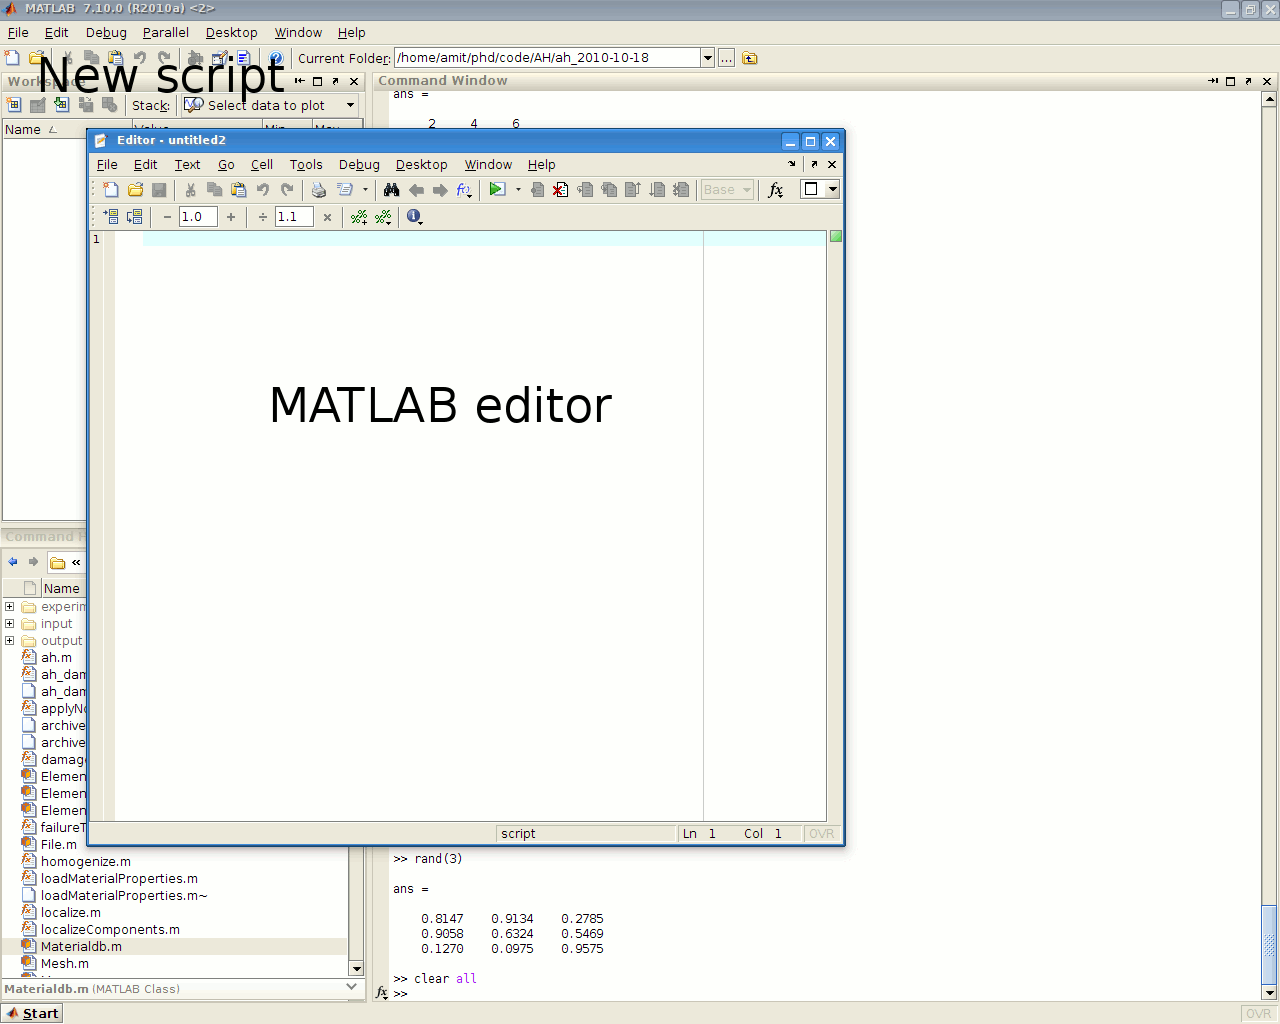 MATLAB 7.10.0 (R2010a) <2>
File Edit Debug Parallel Desktop Window Help
Current Folder: /home/amit/phd/code/AH/ah_2010-10-18 ...
New script
Command Window
Stack: Select data to plot
Name
ans =
2 4 6
Editor - untitled2
File Edit Text Go Cell Tools Debug Desktop Window Help
Base
1.0 1.1
1
MATLAB editor
script Ln 1 Col 1 OVR
Command H
Name
experim
input
output
ah.m
ah_dam
ah_dam
applyNo
archive
archive
damage
Elemen
Elemen
Elemen
failureT
File.m
homogenize.m
loadMaterialProperties.m
loadMaterialProperties.m~
localize.m
localizeComponents.m
Materialdb.m
Mesh.m
Materialdb.m (MATLAB Class)
>> rand(3)
ans =
0.8147 0.9134 0.2785
0.9058 0.6324 0.5469
0.1270 0.0975 0.9575
>> clear all
>>
Start
OVR